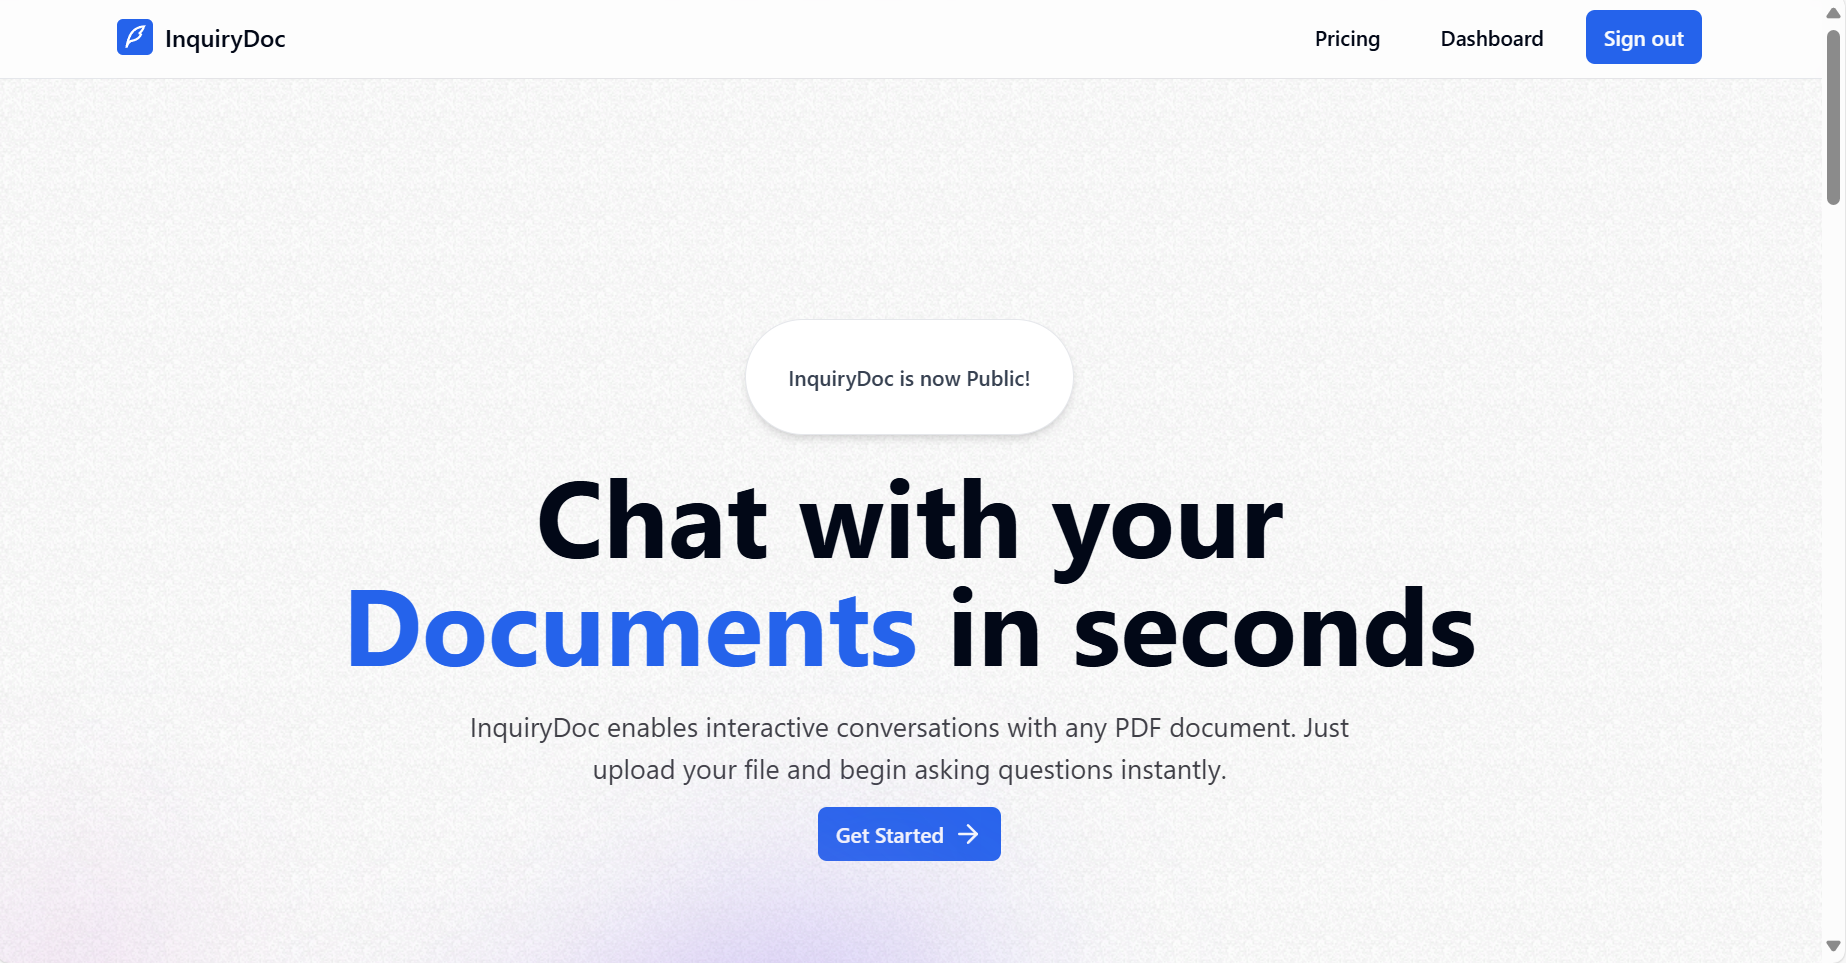 InquiryDoc
Pricing
Dashboard
Sign out
InquiryDoc is now Public!
Chat with your
Documents in seconds
InquiryDoc enables interactive conversations with any PDF document. Just
upload your file and begin asking questions instantly.
Get Started